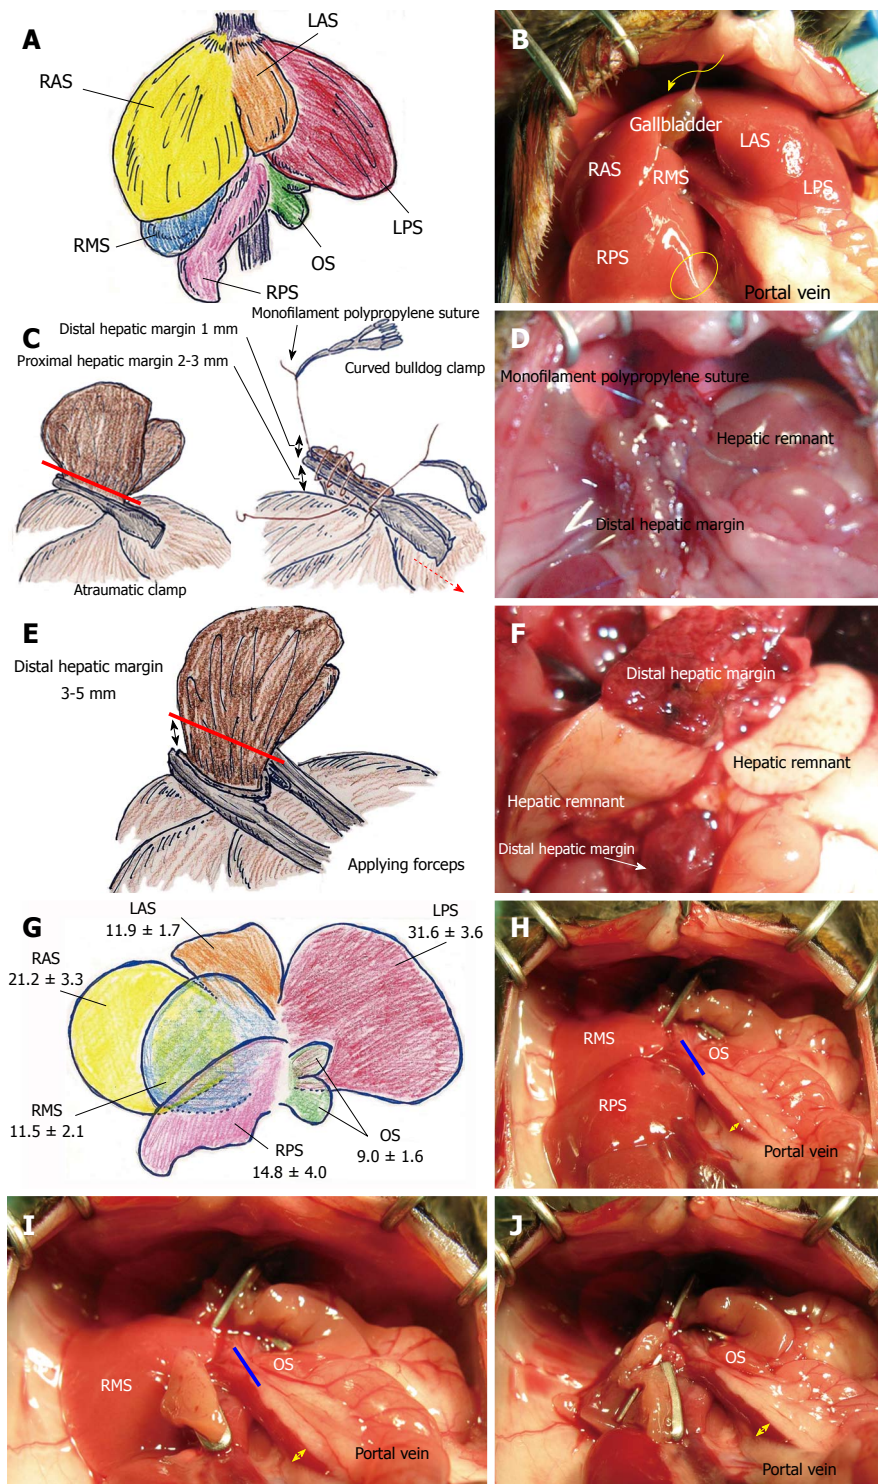 A
LAS
RAS
RMS
LPS
OS
RPS
B
Gallbladder
LAS
RAS
RMS
LPS
RPS
Portal vein
C
Monofilament polypropylene suture
Distal hepatic margin 1 mm
Proximal hepatic margin 2-3 mm
Curved bulldog clamp
Atraumatic clamp
D
Monofilament polypropylene suture
Hepatic remnant
Distal hepatic margin
E
Distal hepatic margin
3-5 mm
Applying forceps
F
Distal hepatic margin
Hepatic remnant
Hepatic remnant
Distal hepatic margin
G
LAS
11.9 ± 1.7
LPS
31.6 ± 3.6
RAS
21.2 ± 3.3
RMS
11.5 ± 2.1
RPS
14.8 ± 4.0
OS
9.0 ± 1.6
H
RMS
OS
RPS
Portal vein
I
OS
RMS
Portal vein
J
OS
Portal vein